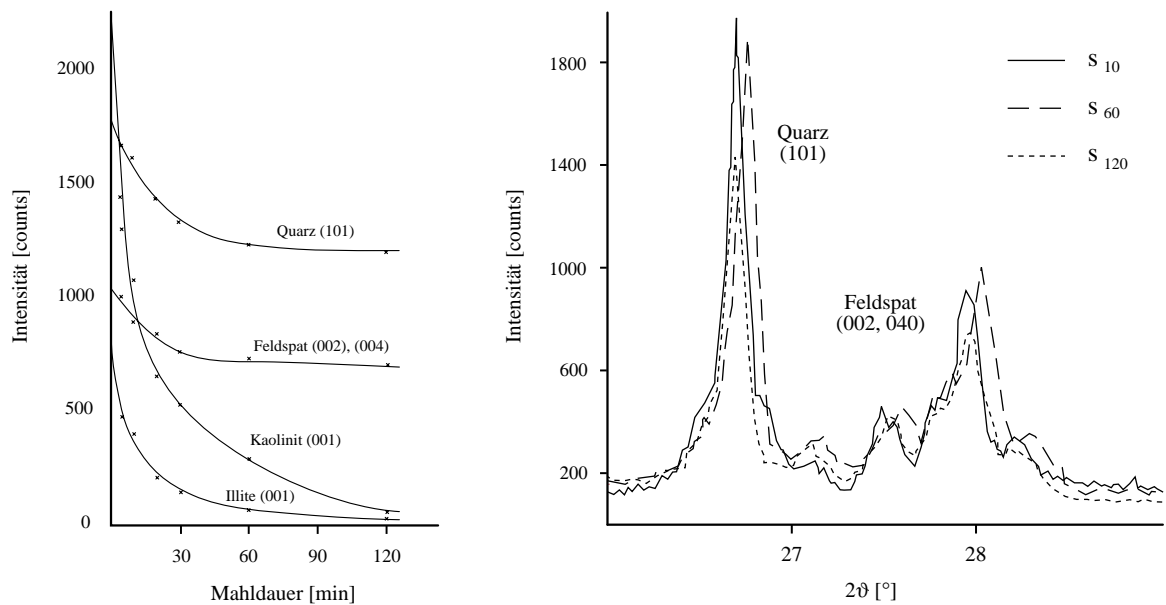 Intensität [counts]
2000
1500
1000
500
0
Quarz (101)
Feldspat (002), (004)
Kaolinit (001)
Illite (001)
30 60 90 120
Mahldauer [min]
Intensität [counts]
1800
1400
1000
600
200
Quarz
(101)
Feldspat
(002, 040)
S 10
S 60
S 120
27 28
2ϑ [°]